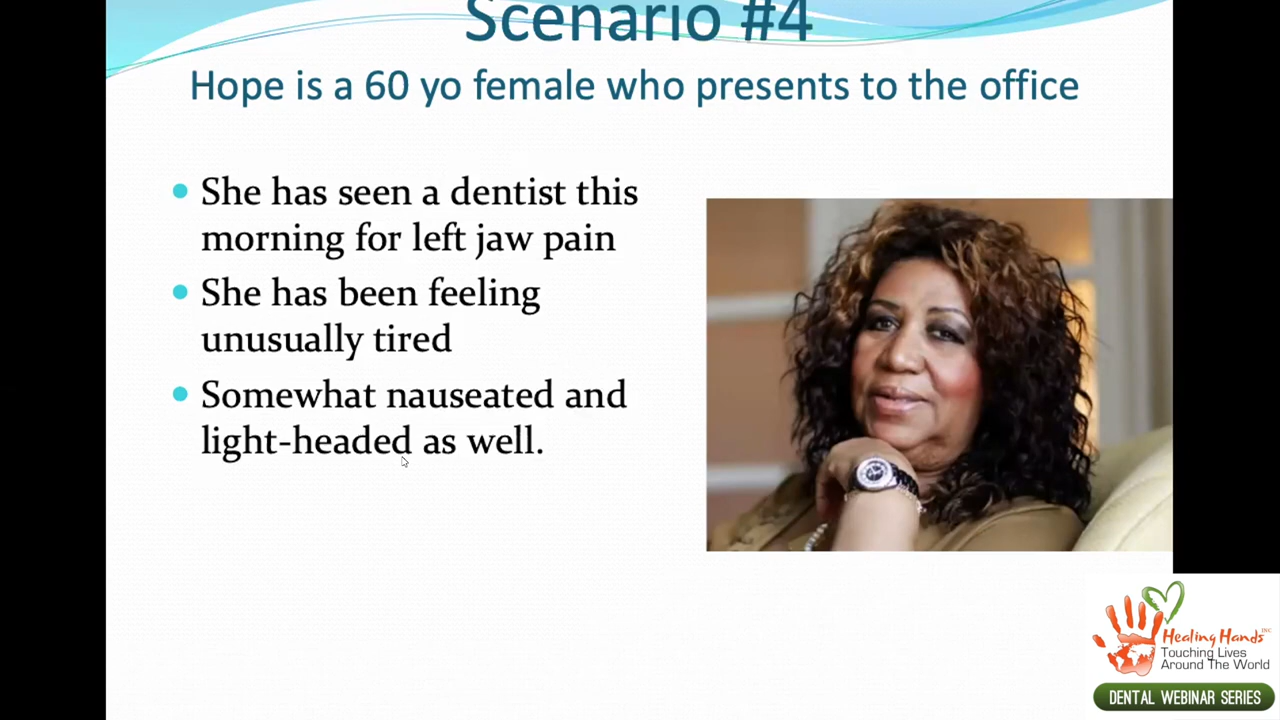 Scenario #4
Hope is a 60 yo female who presents to the office
She has seen a dentist this
morning for left jaw pain
She has been feeling
unusually tired
Somewhat nauseated and
light-headed as well.
Healing Hands INC
Touching Lives
Around The World
DENTAL WEBINAR SERIES